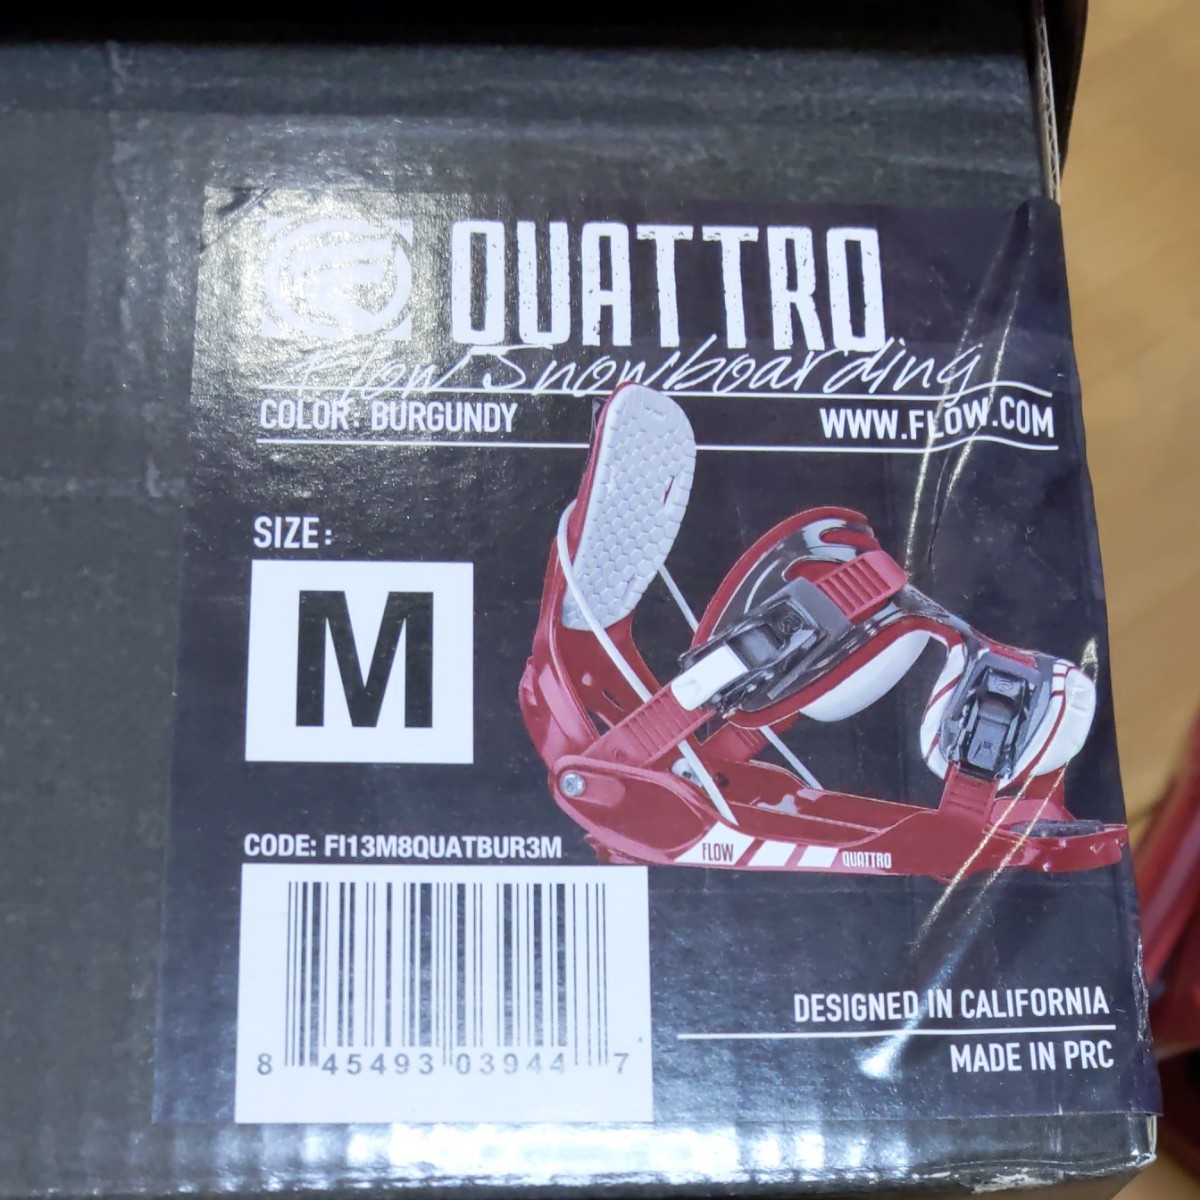 QUATTRO
Flow Snowboarding
COLOR: BURGUNDY WWW.FLOW.COM
SIZE:
M
CODE: FI13M8QUATBUR3M
FLOW QUATTRO
8 45493 03944 7
DESIGNED IN CALIFORNIA
MADE IN PRC